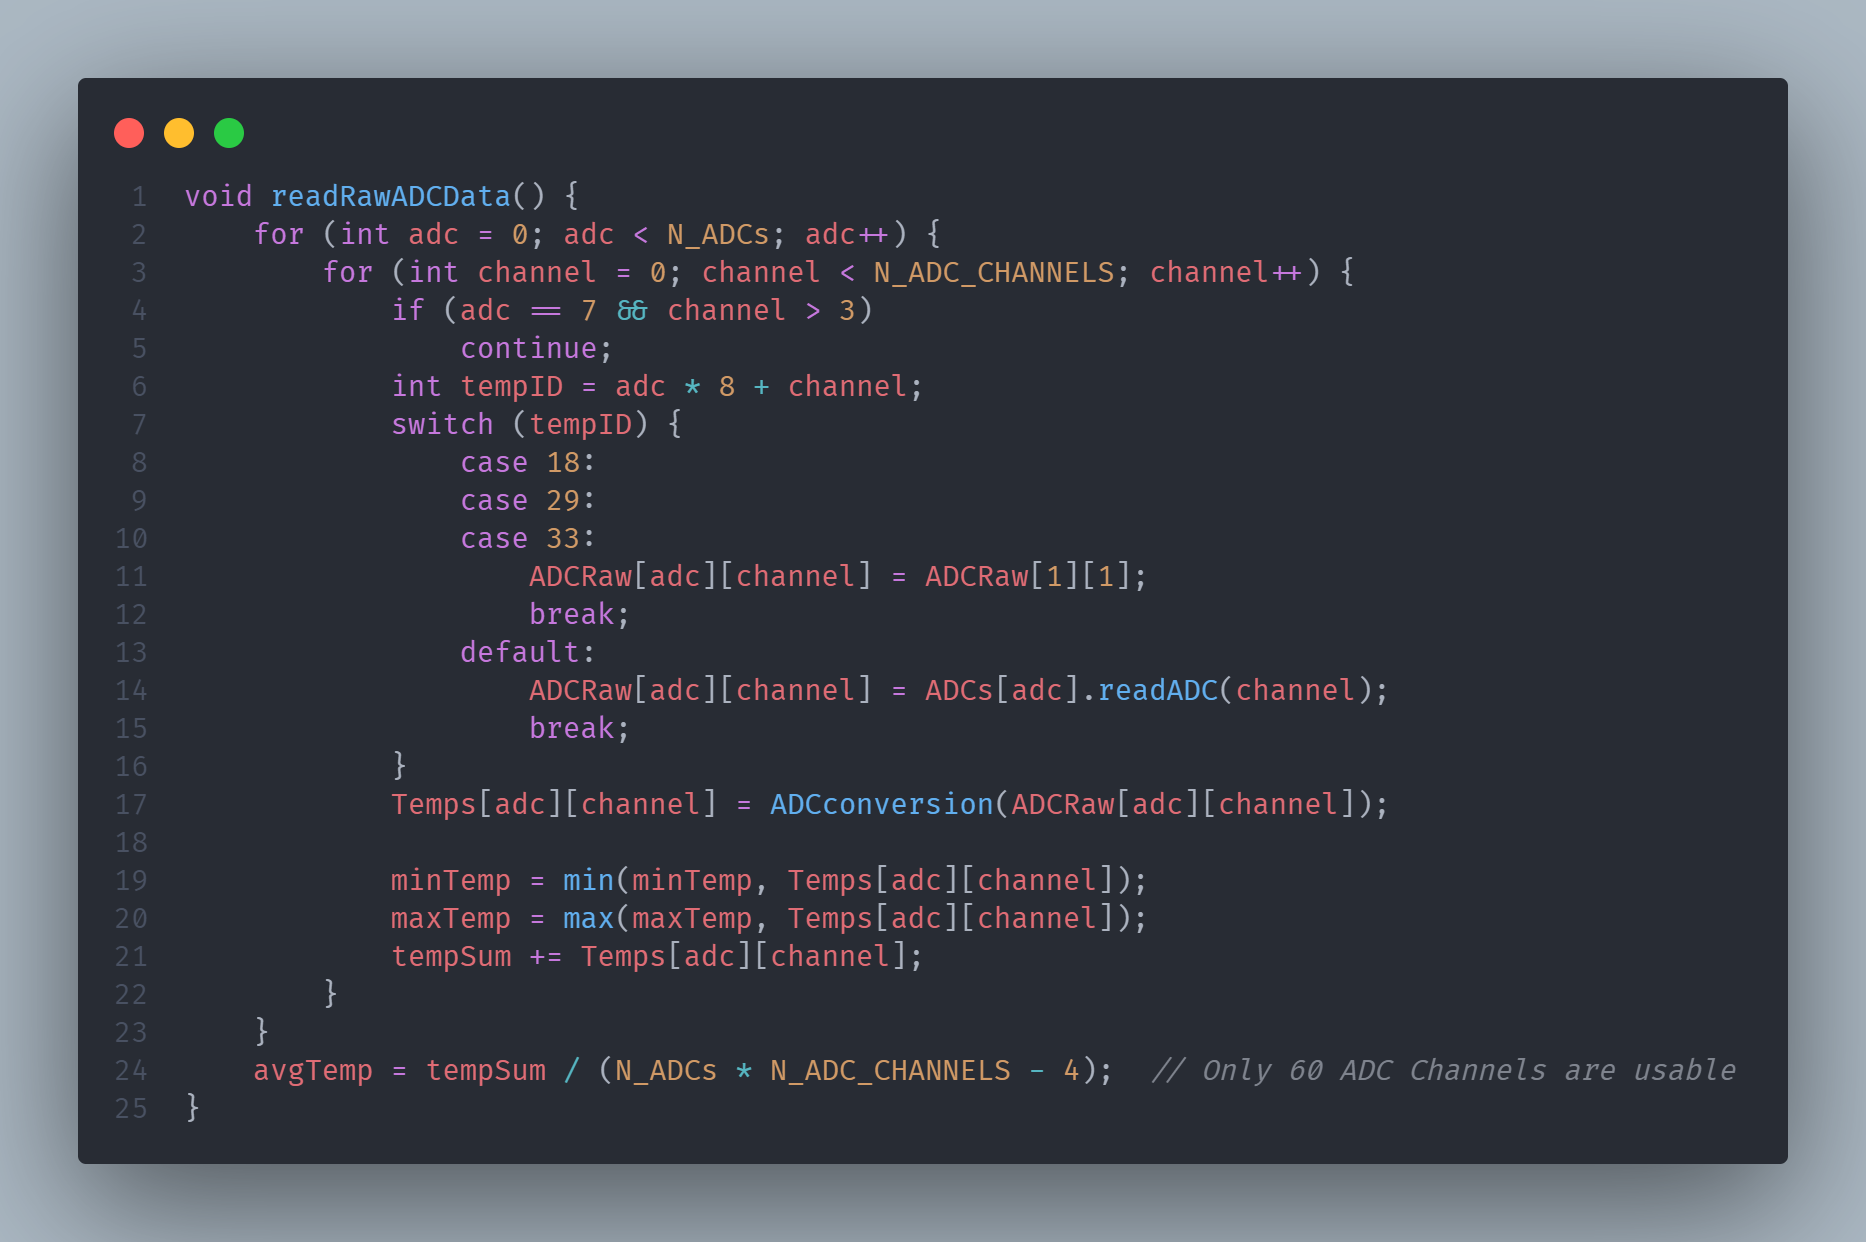 1 void readRawADCData() {
2     for (int adc = 0; adc < N_ADCs; adc++) {
3         for (int channel = 0; channel < N_ADC_CHANNELS; channel++) {
4             if (adc == 7 && channel > 3)
5                 continue;
6             int tempID = adc * 8 + channel;
7             switch (tempID) {
8                 case 18:
9                 case 29:
10                 case 33:
11                     ADCRaw[adc][channel] = ADCRaw[1][1];
12                     break;
13                 default:
14                     ADCRaw[adc][channel] = ADCs[adc].readADC(channel);
15                     break;
16             }
17             Temps[adc][channel] = ADCconversion(ADCRaw[adc][channel]);
18
19             minTemp = min(minTemp, Temps[adc][channel]);
20             maxTemp = max(maxTemp, Temps[adc][channel]);
21             tempSum += Temps[adc][channel];
22         }
23     }
24     avgTemp = tempSum / (N_ADCs * N_ADC_CHANNELS - 4);  // Only 60 ADC Channels are usable
25 }